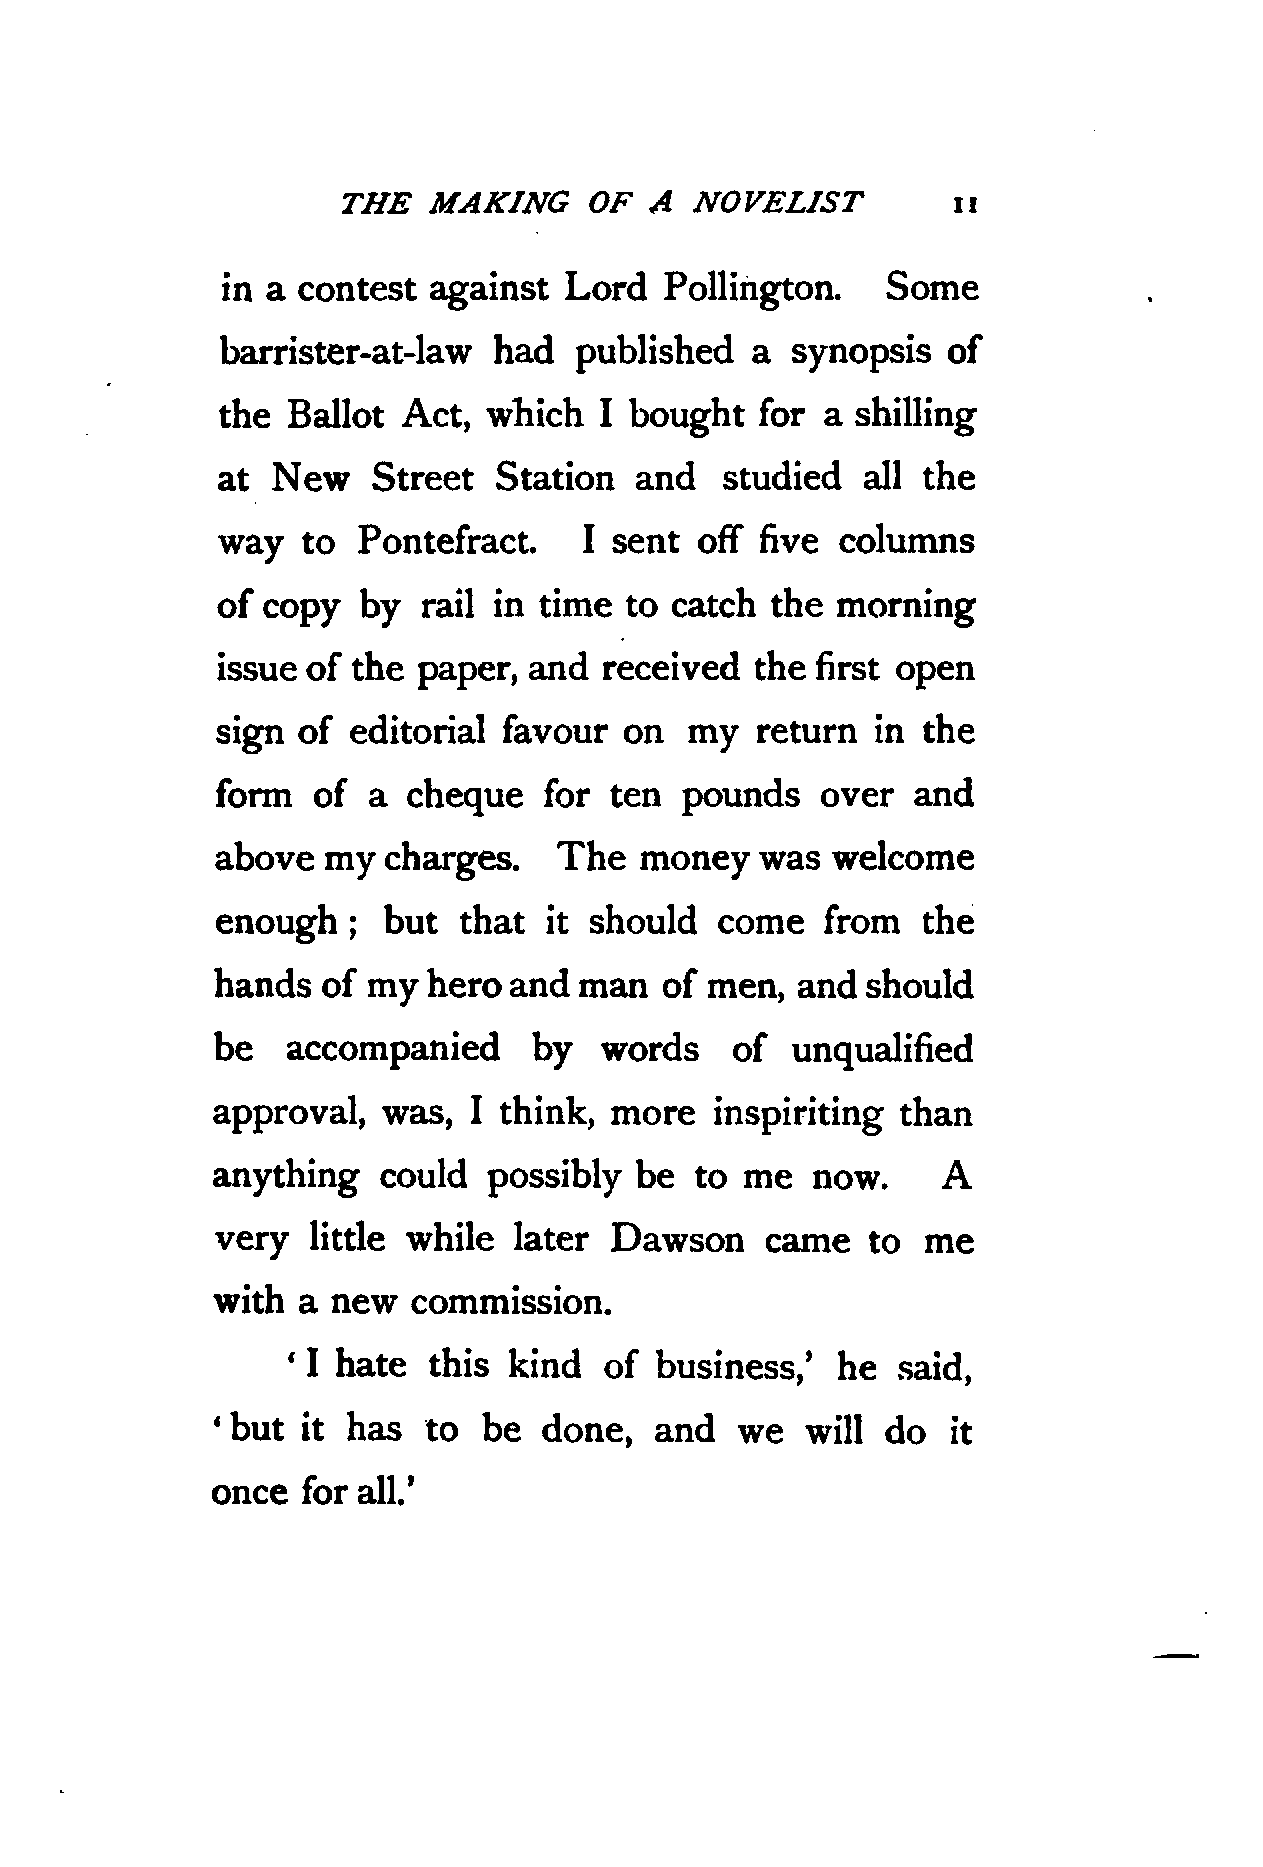 THE MAKING OF A NOVELIST 11
in a contest against Lord Pollington. Some
barrister-at-law had published a synopsis of
the Ballot Act, which I bought for a shilling
at New Street Station and studied all the
way to Pontefract. I sent off five columns
of copy by rail in time to catch the morning
issue of the paper, and received the first open
sign of editorial favour on my return in the
form of a cheque for ten pounds over and
above my charges. The money was welcome
enough ; but that it should come from the
hands of my hero and man of men, and should
be accompanied by words of unqualified
approval, was, I think, more inspiriting than
anything could possibly be to me now. A
very little while later Dawson came to me
with a new commission.
‘ I hate this kind of business,’ he said,
‘ but it has to be done, and we will do it
once for all.’